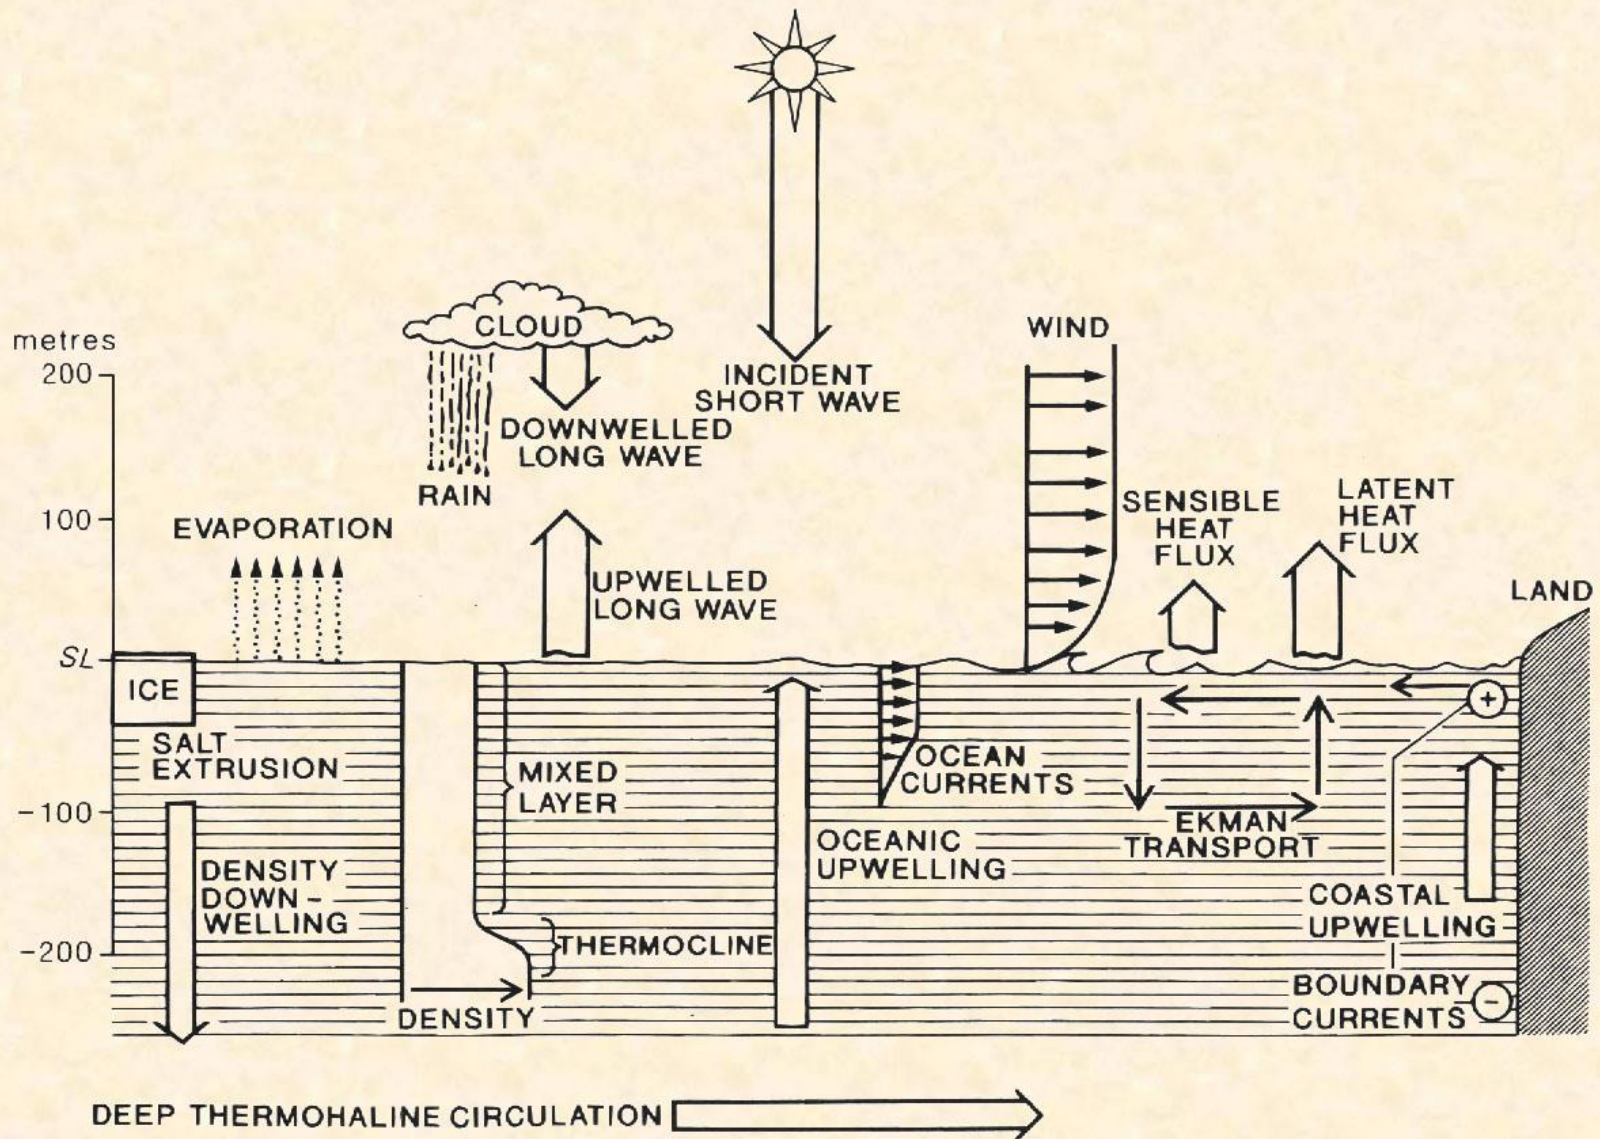 metres
200
100
SL
-100
-200
CLOUD
RAIN
DOWNWELLED
LONG WAVE
INCIDENT
SHORT WAVE
WIND
EVAPORATION
UPWELLED
LONG WAVE
SENSIBLE
HEAT
FLUX
LATENT
HEAT
FLUX
LAND
ICE
SALT
EXTRUSION
DENSITY
DOWN-
WELLING
MIXED
LAYER
THERMOCLINE
DENSITY
OCEANIC
UPWELLING
OCEAN
CURRENTS
EKMAN
TRANSPORT
+
COASTAL
UPWELLING
BOUNDARY
CURRENTS
-
DEEP THERMOHALINE CIRCULATION